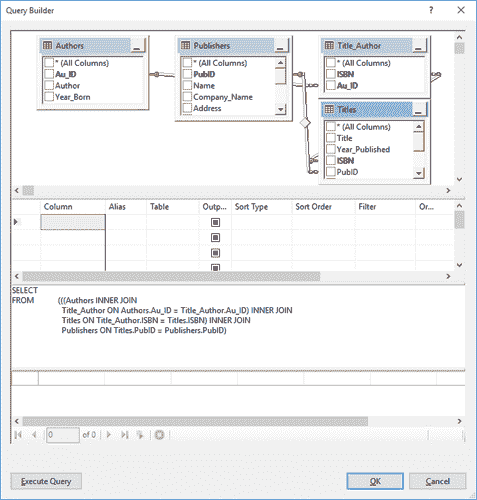 Query Builder
Authors
* (All Columns)
Au_ID
Author
Year_Born
Publishers
* (All Columns)
PubID
Name
Company_Name
Address
Title_Author
* (All Columns)
ISBN
Au_ID
Titles
* (All Columns)
Title
Year_Published
ISBN
PubID
Column Alias Table Outp... Sort Type Sort Order Filter Or...
SELECT
FROM (((Authors INNER JOIN
Title_Author ON Authors.Au_ID = Title_Author.Au_ID) INNER JOIN
Titles ON Title_Author.ISBN = Titles.ISBN) INNER JOIN
Publishers ON Titles.PubID = Publishers.PubID)
0 of 0
Execute Query OK Cancel